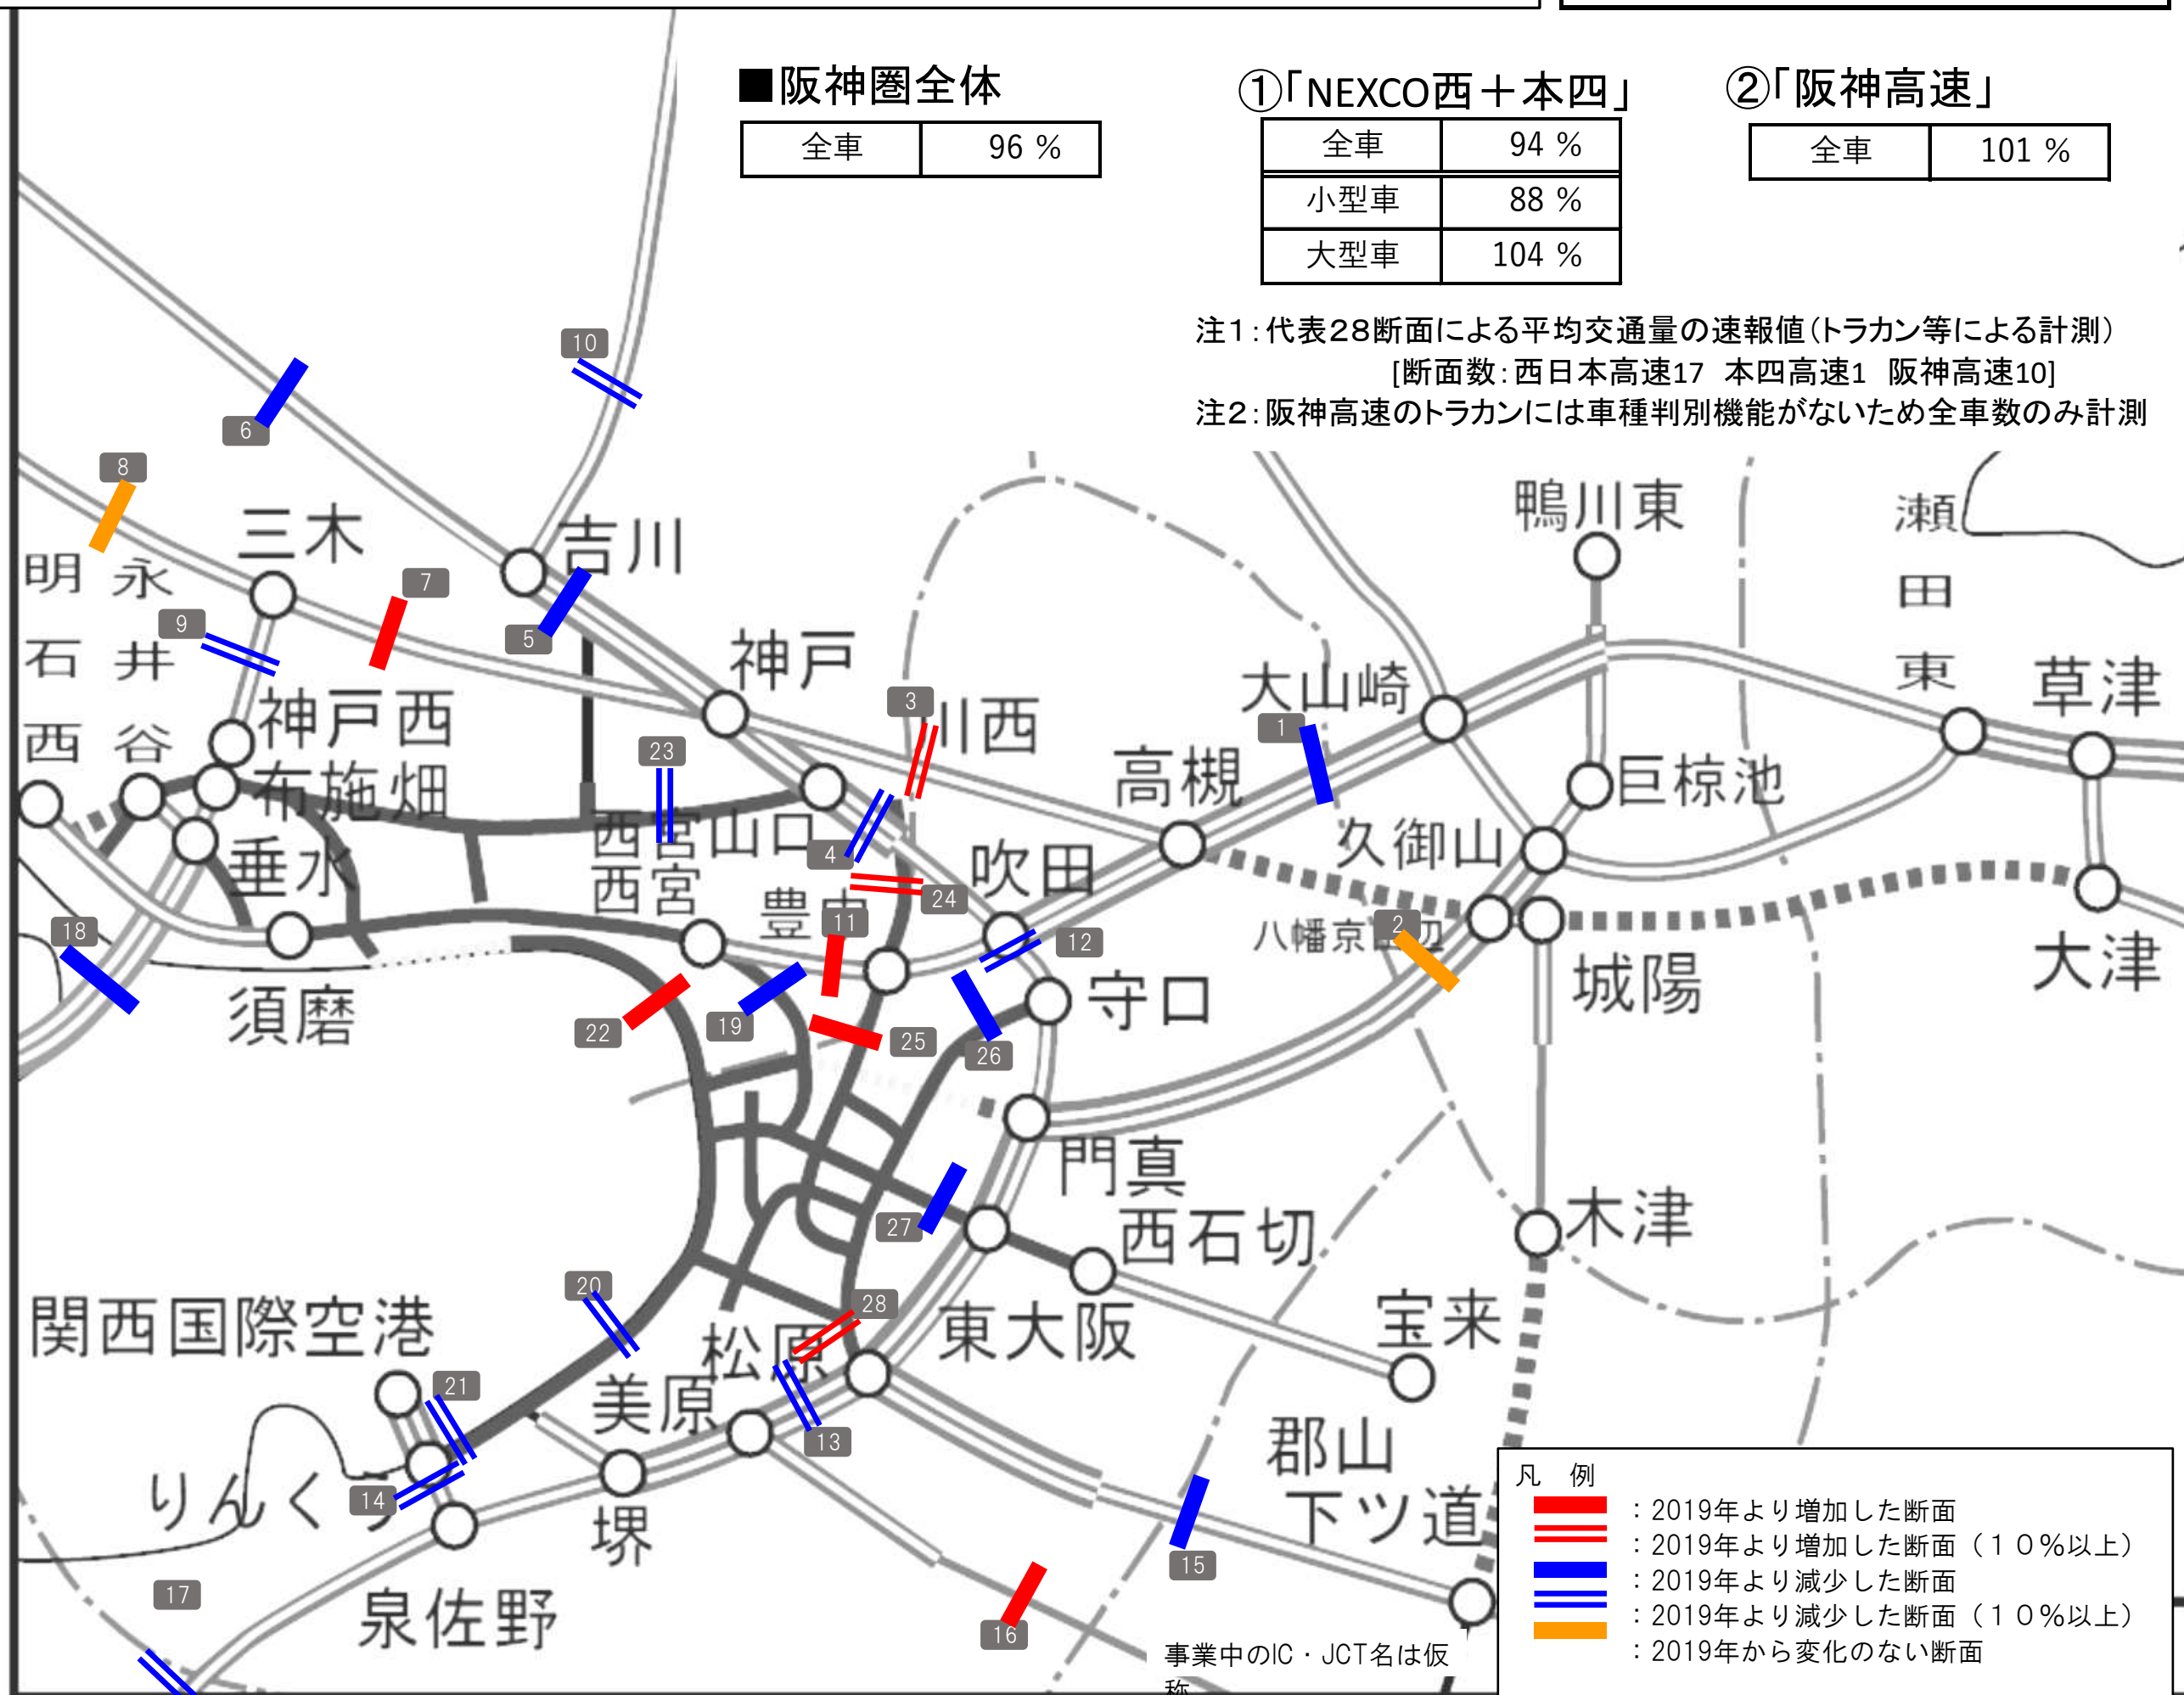 ■阪神圏全体
全車 96 %
①「NEXCO西＋本四」
全車 94 %
小型車 88 %
大型車 104 %
②「阪神高速」
全車 101 %
注１：代表２８断面による平均交通量の速報値（トラカン等による計測）
[断面数：西日本高速17 本四高速1 阪神高速10]
注２：阪神高速のトラカンには車種判別機能がないため全車数のみ計測
10
6
8
三木
吉川
鴨川東
瀬田東
明石西
永井谷
7
9
5
神戸
3
川西
大山崎
1
草津
神戸西
布施畑
23
高槻
巨椋池
西宮山口
4
久御山
垂水
西宮
豊中
吹田
24
11
12
2
18
八幡京田辺
城陽
大津
須磨
22
19
25
26
守口
門真
27
西石切
木津
関西国際空港
20
28
松原
東大阪
宝来
21
美原
13
郡山
下ツ道
りんくう
14
堺
15
17
泉佐野
16
事業中のIC・JCT名は仮
称
凡 例
：2019年より増加した断面
：2019年より増加した断面（１０％以上）
：2019年より減少した断面
：2019年より減少した断面（１０％以上）
：2019年から変化のない断面